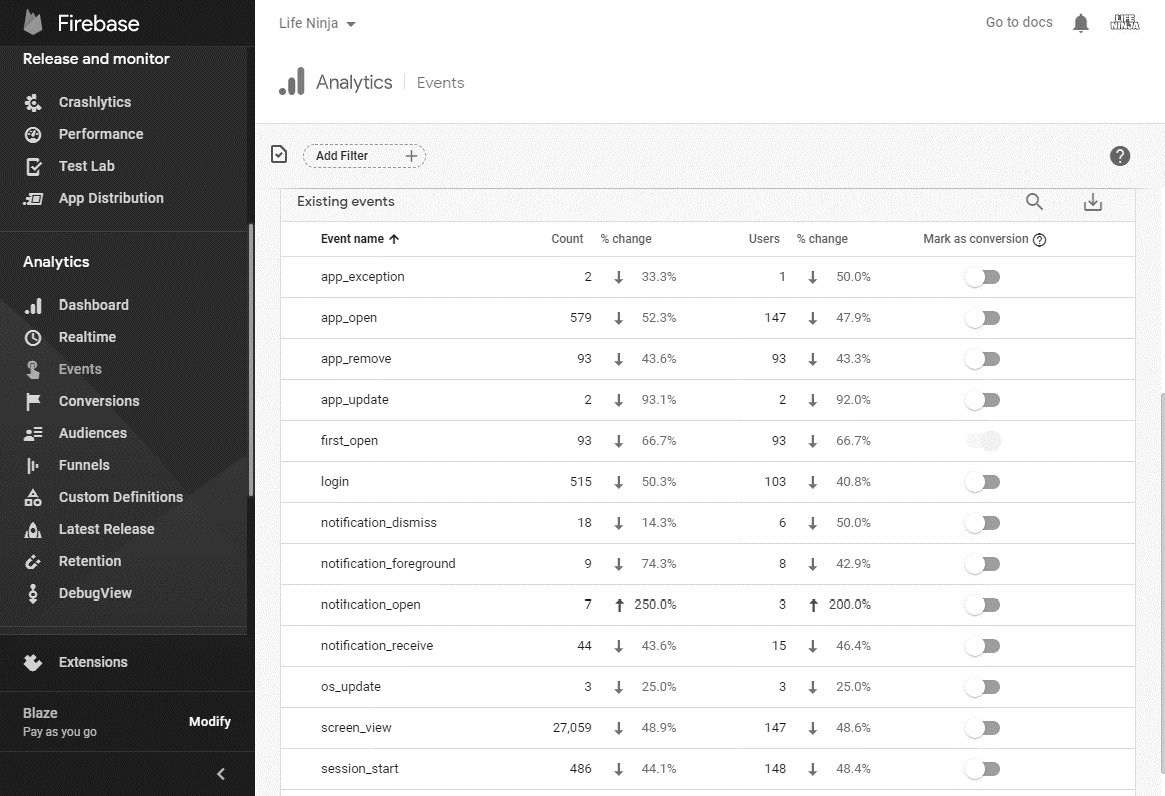 Firebase
Release and monitor
Crashlytics
Performance
Test Lab
App Distribution
Analytics
Dashboard
Realtime
Events
Conversions
Audiences
Funnels
Custom Definitions
Latest Release
Retention
DebugView
Extensions
Blaze
Pay as you go
Modify
Life Ninja
Go to docs
LIFE
NINJA
Analytics Events
Add Filter
Existing events
Event name Count % change Users % change Mark as conversion
app_exception 2 33.3% 1 50.0%
app_open 579 52.3% 147 47.9%
app_remove 93 43.6% 93 43.3%
app_update 2 93.1% 2 92.0%
first_open 93 66.7% 93 66.7%
login 515 50.3% 103 40.8%
notification_dismiss 18 14.3% 6 50.0%
notification_foreground 9 74.3% 8 42.9%
notification_open 7 250.0% 3 200.0%
notification_receive 44 43.6% 15 46.4%
os_update 3 25.0% 3 25.0%
screen_view 27,059 48.9% 147 48.6%
session_start 486 44.1% 148 48.4%